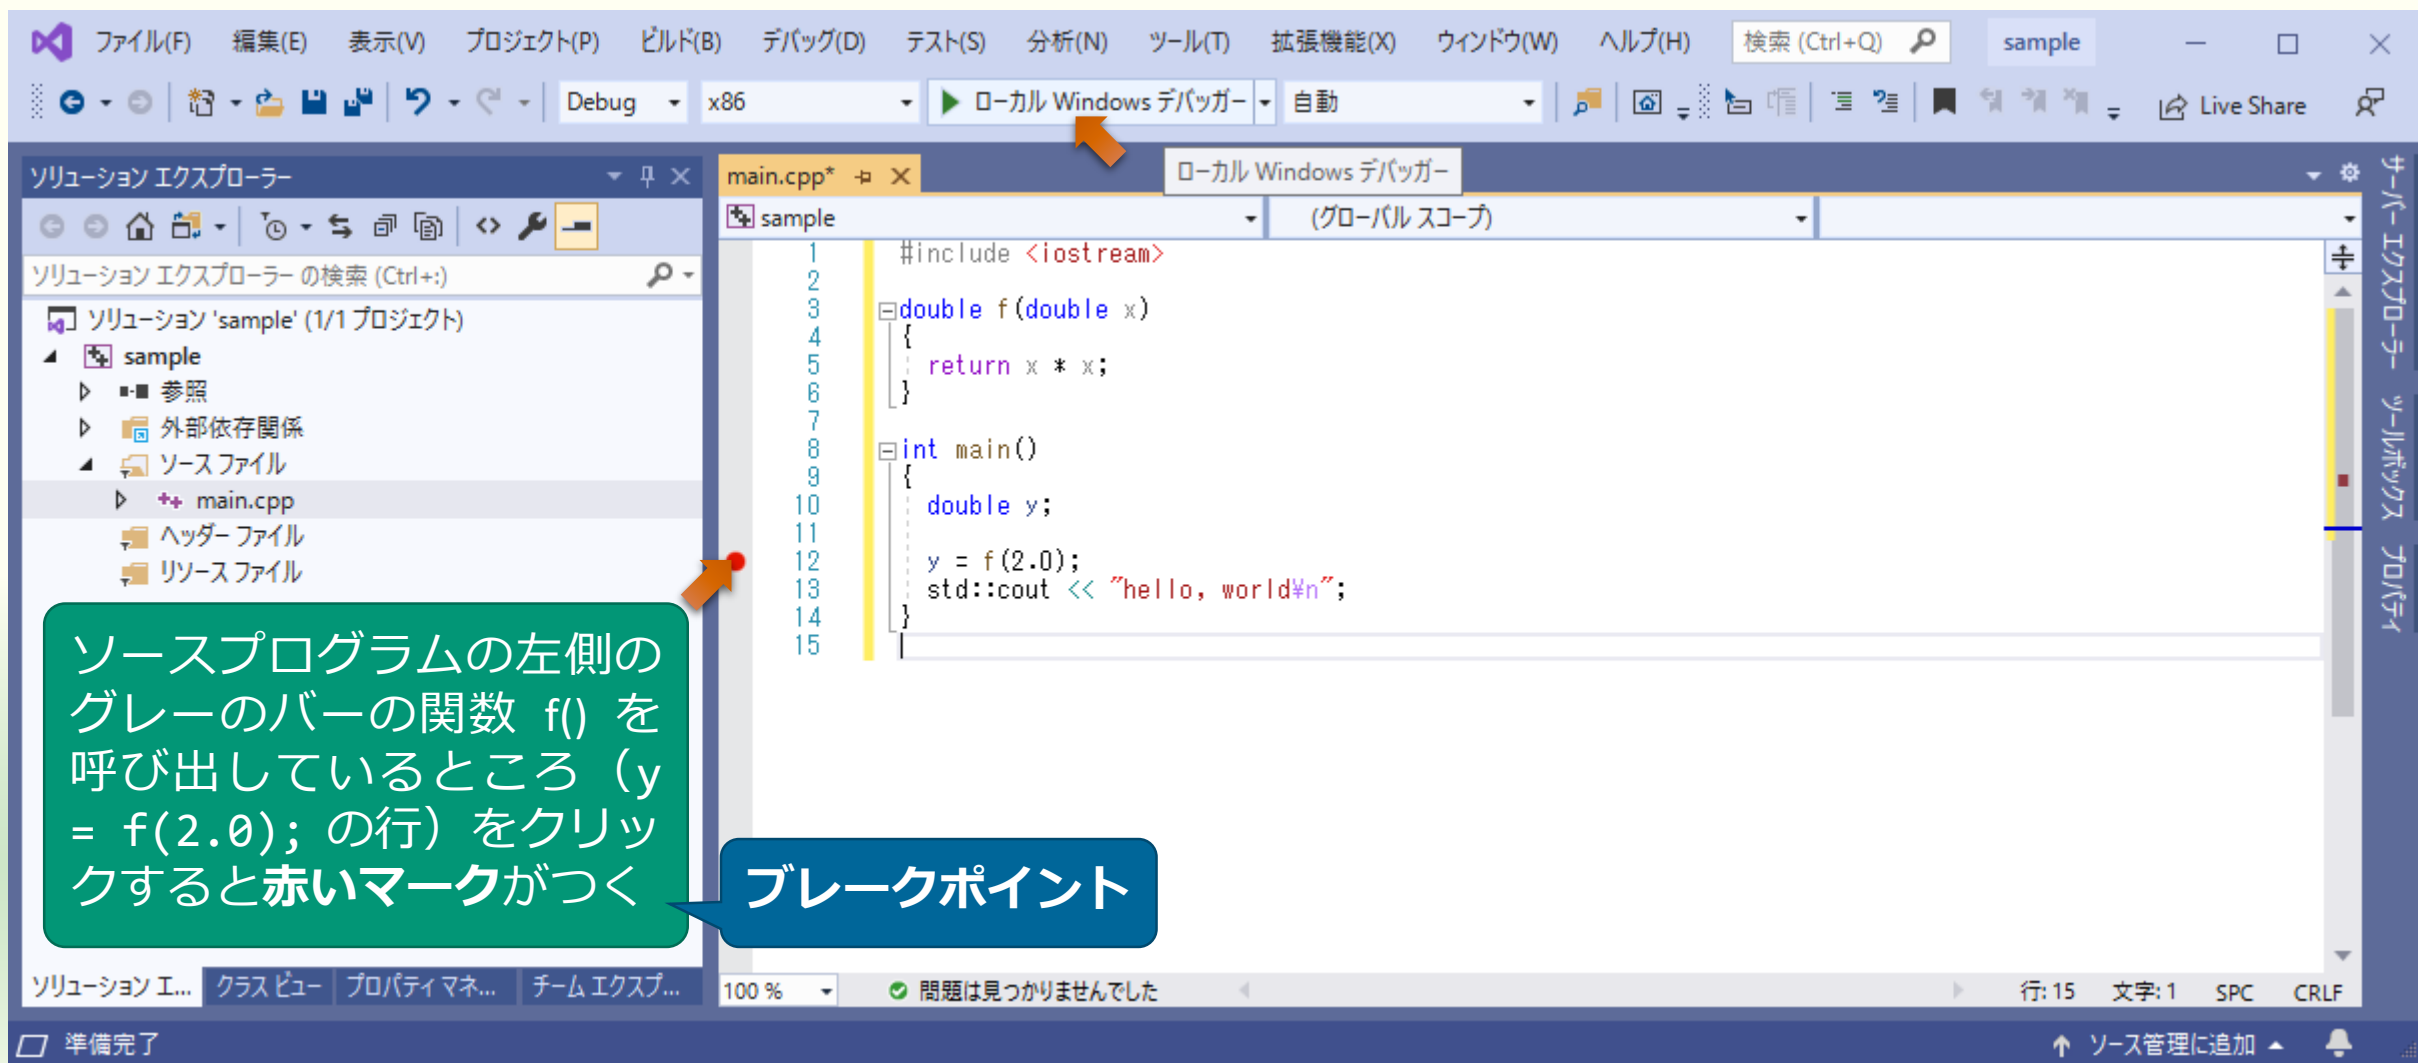 ファイル(F) 編集(E) 表示(V) プロジェクト(P) ビルド(B) デバッグ(D) テスト(S) 分析(N) ツール(T) 拡張機能(X) ウィンドウ(W) ヘルプ(H) 検索 (Ctrl+Q) sample
Debug x86 ローカル Windows デバッガー 自動 Live Share
ローカル Windows デバッガー
ソリューション エクスプローラー
ソリューション エクスプローラー の検索 (Ctrl+:)
ソリューション 'sample' (1/1 プロジェクト)
sample
参照
外部依存関係
ソース ファイル
main.cpp
ヘッダー ファイル
リソース ファイル
ソースプログラムの左側の
グレーのバーの関数 f() を
呼び出しているところ（y
= f(2.0); の行）をクリッ
クすると赤いマークがつく
ブレークポイント
ソリューション エ... クラス ビュー プロパティ マネ... チーム エクスプ...
main.cpp*
sample (グローバル スコープ)
1 #include <iostream>
2
3 double f(double x)
4 {
5 return x * x;
6 }
7
8 int main()
9 {
10 double y;
11
12 y = f(2.0);
13 std::cout << "hello, world¥n";
14 }
15
100 % 問題は見つかりませんでした 行: 15 文字: 1 SPC CRLF
サーバー エクスプローラー
ツールボックス
プロパティ
準備完了 ソース管理に追加